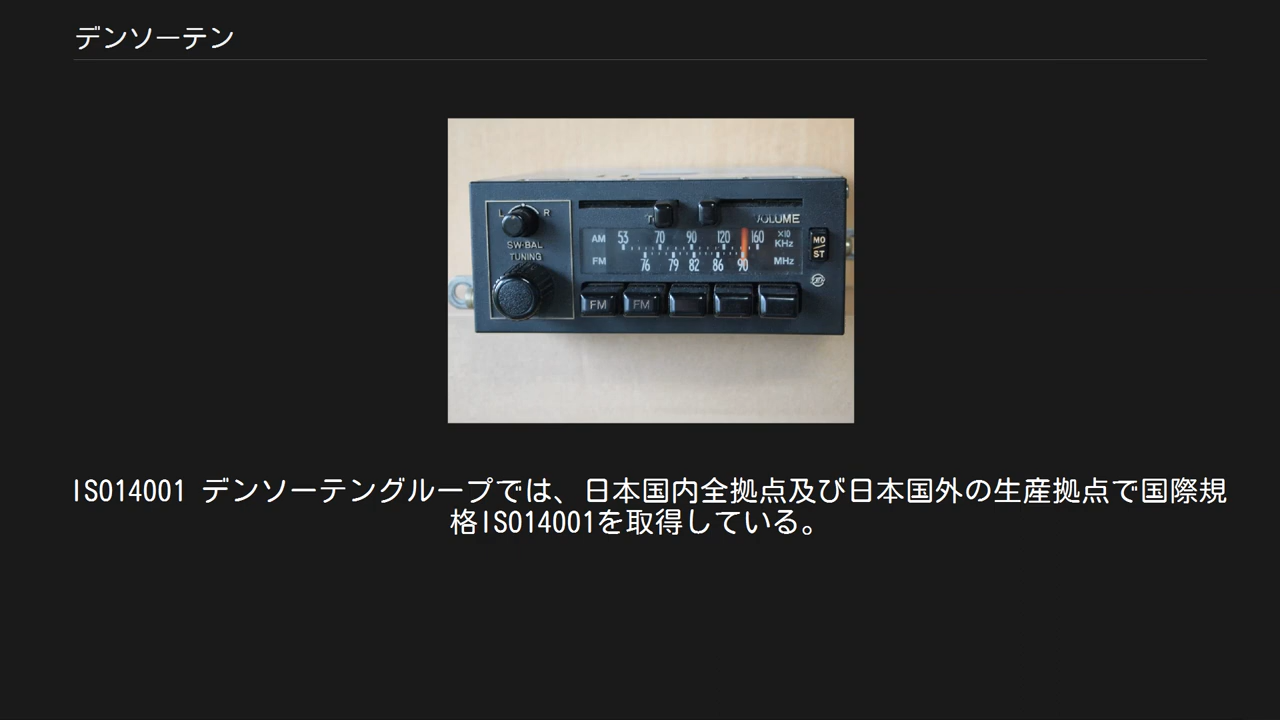 デンソーテン
L R
TONE VOLUME
SW·BAL
TUNING
AM 53 70 90 120 160 ×10 KHz
FM 76 79 82 86 90 MHz
MO
ST
FM FM
ISO14001 デンソーテングループでは、日本国内全拠点及び日本国外の生産拠点で国際規
格ISO14001を取得している。